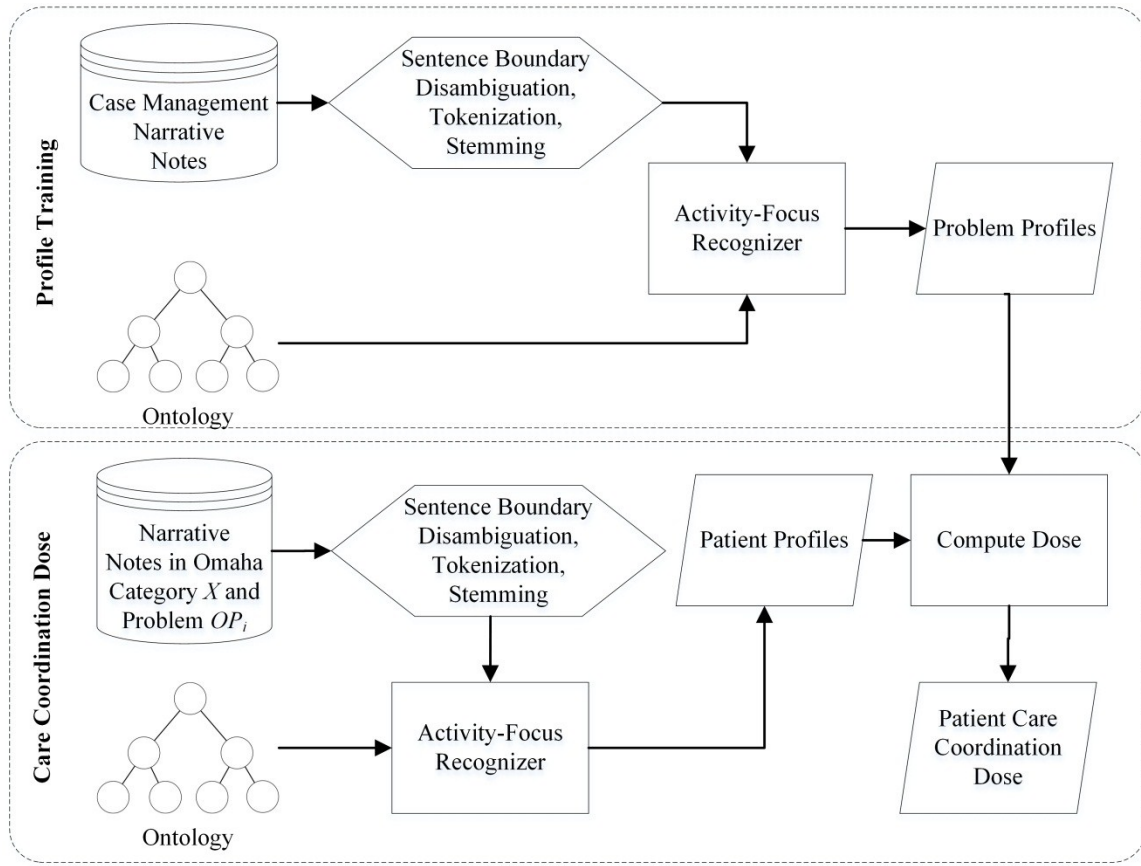 Profile Training
Case Management
Narrative
Notes
Sentence Boundary
Disambiguation,
Tokenization,
Stemming
Activity-Focus
Recognizer
Problem Profiles
Ontology
Care Coordination Dose
Narrative
Notes in Omaha
Category X and
Problem OPi
Sentence Boundary
Disambiguation,
Tokenization,
Stemming
Patient Profiles
Compute Dose
Activity-Focus
Recognizer
Patient Care
Coordination
Dose
Ontology